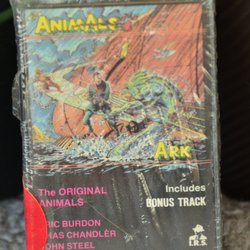 ANIMALS
ARK
The ORIGINAL
ANIMALS
Includes
BONUS TRACK
ERIC BURDON
CHAS CHANDLER
JOHN STEEL
I.R.S.